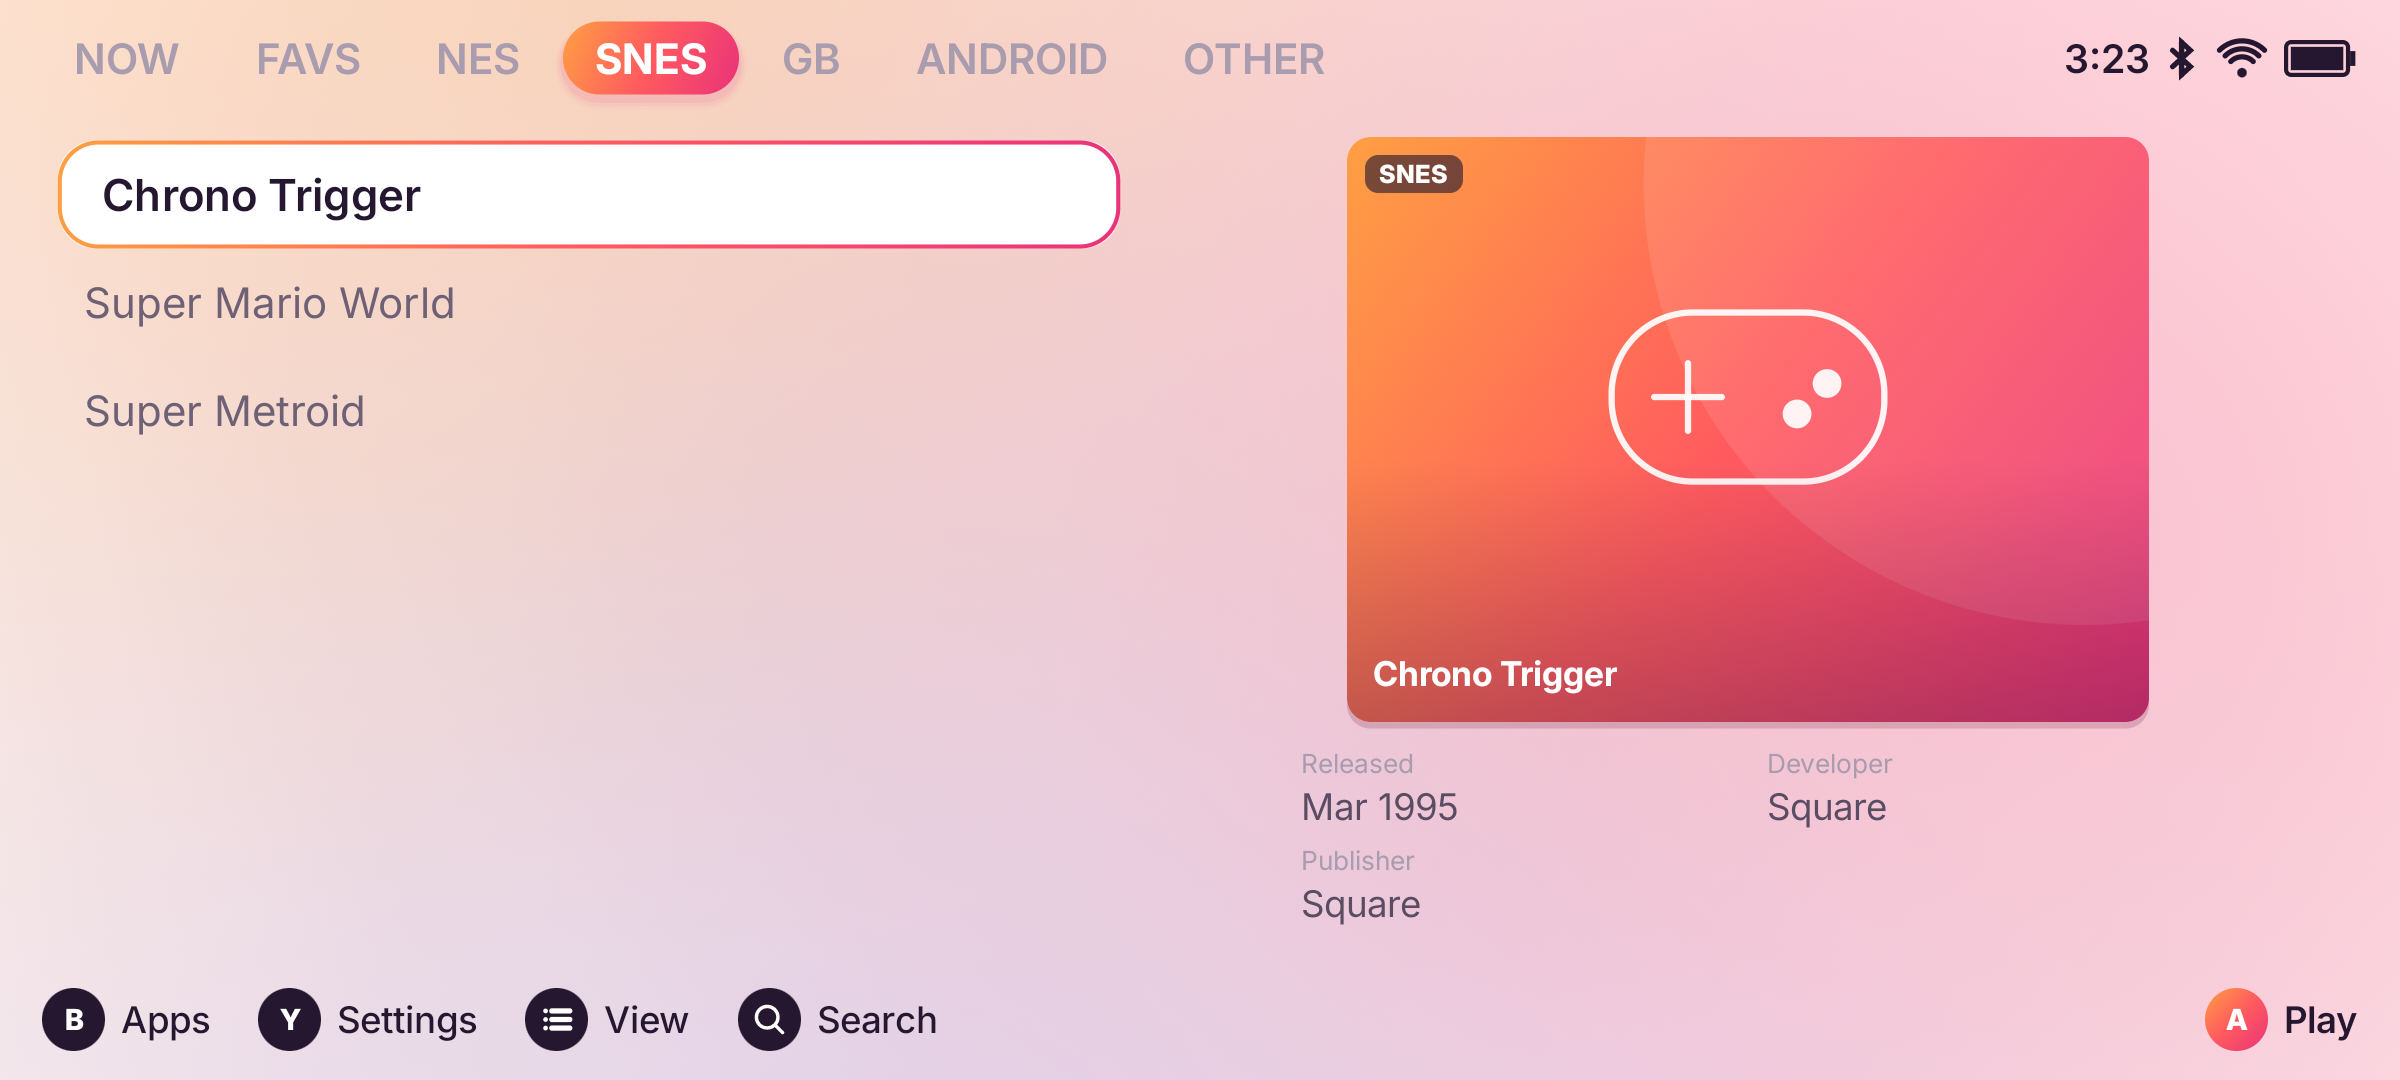 NOW FAVS NES SNES GB ANDROID OTHER 3:23
Chrono Trigger
Super Mario World
Super Metroid
SNES
Chrono Trigger
Released
Mar 1995
Developer
Square
Publisher
Square
B Apps Y Settings View Search A Play